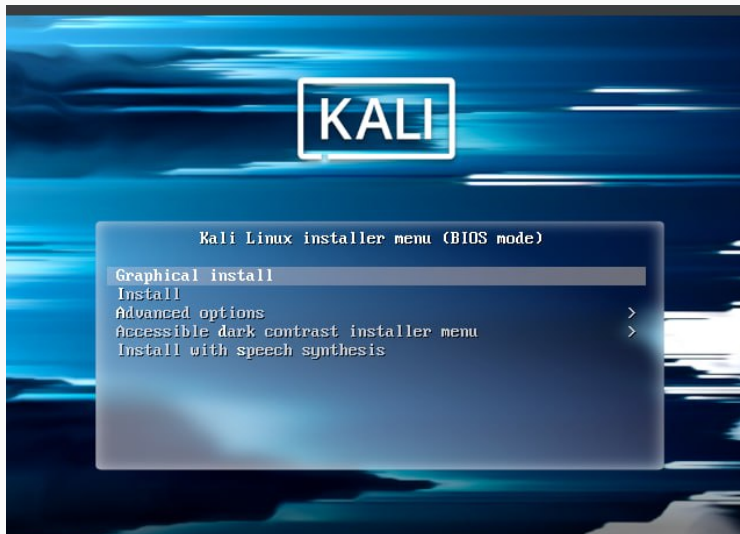 KALI
Kali Linux installer menu (BIOS mode)
Graphical install
Install
Advanced options >
Accessible dark contrast installer menu >
Install with speech synthesis